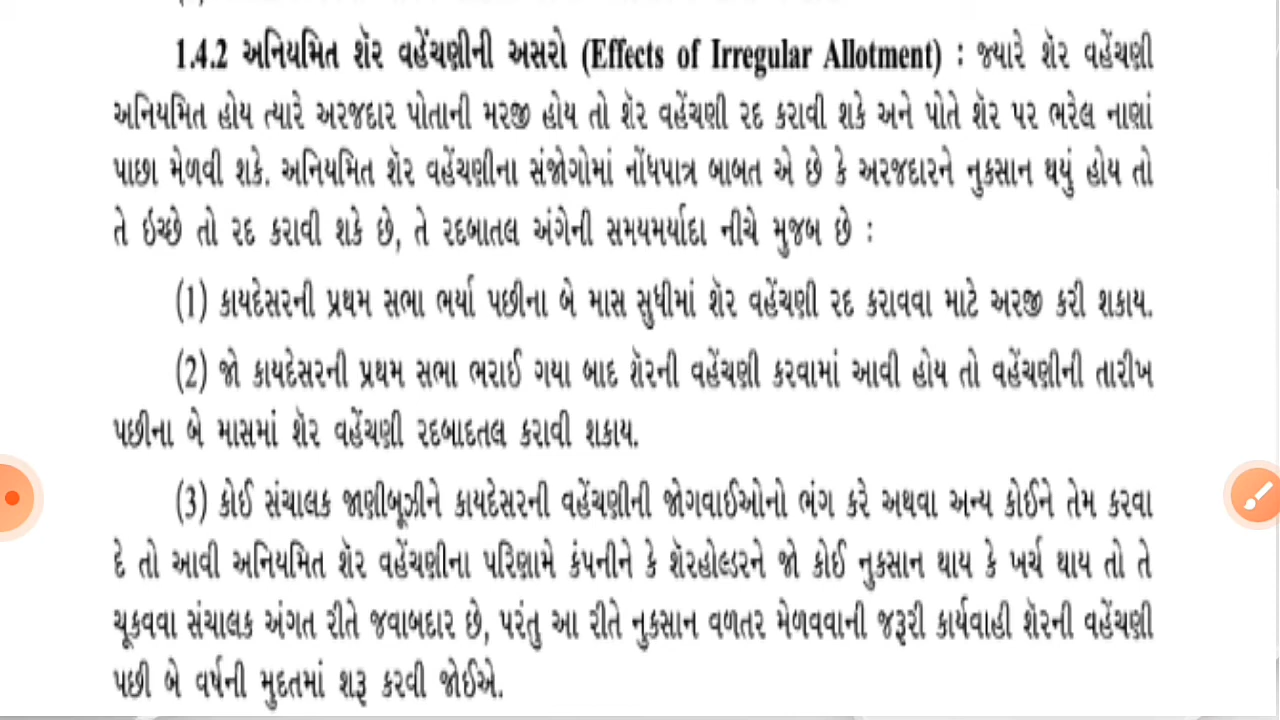 1.4.2 અનિયમિત શૅર વહેંચણીની અસરો (Effects of Irregular Allotment) : જ્યારે શૅર વહેંચણી
અનિયમિત હોય ત્યારે અરજદાર પોતાની મરજી હોય તો શૅર વહેંચણી રદ કરાવી શકે અને પોતે શૅર પર ભરેલ નાણાં
પાછા મેળવી શકે. અનિયમિત શૅર વહેંચણીના સંજોગોમાં નોંધપાત્ર બાબત એ છે કે અરજદારને નુકસાન થયું હોય તો
તે ઇચ્છે તો રદ કરાવી શકે છે, તે રદબાતલ અંગેની સમયમર્યાદા નીચે મુજબ છે :
(1) કાયદેસરની પ્રથમ સભા ભર્યા પછીના બે માસ સુધીમાં શૅર વહેંચણી રદ કરાવવા માટે અરજી કરી શકાય.
(2) જો કાયદેસરની પ્રથમ સભા ભરાઈ ગયા બાદ શૅરની વહેંચણી કરવામાં આવી હોય તો વહેંચણીની તારીખ
પછીના બે માસમાં શૅર વહેંચણી રદબાદતલ કરાવી શકાય.
(3) કોઈ સંચાલક જાણીબૂઝીને કાયદેસરની વહેંચણીની જોગવાઈઓનો ભંગ કરે અથવા અન્ય કોઈને તેમ કરવા
દે તો આવી અનિયમિત શૅર વહેંચણીના પરિણામે કંપનીને કે શૅરહોલ્ડરને જો કોઈ નુકસાન થાય કે ખર્ચ થાય તો તે
ચૂકવવા સંચાલક અંગત રીતે જવાબદાર છે, પરંતુ આ રીતે નુકસાન વળતર મેળવવાની જરૂરી કાર્યવાહી શૅરની વહેંચણી
પછી બે વર્ષની મુદતમાં શરૂ કરવી જોઈએ.